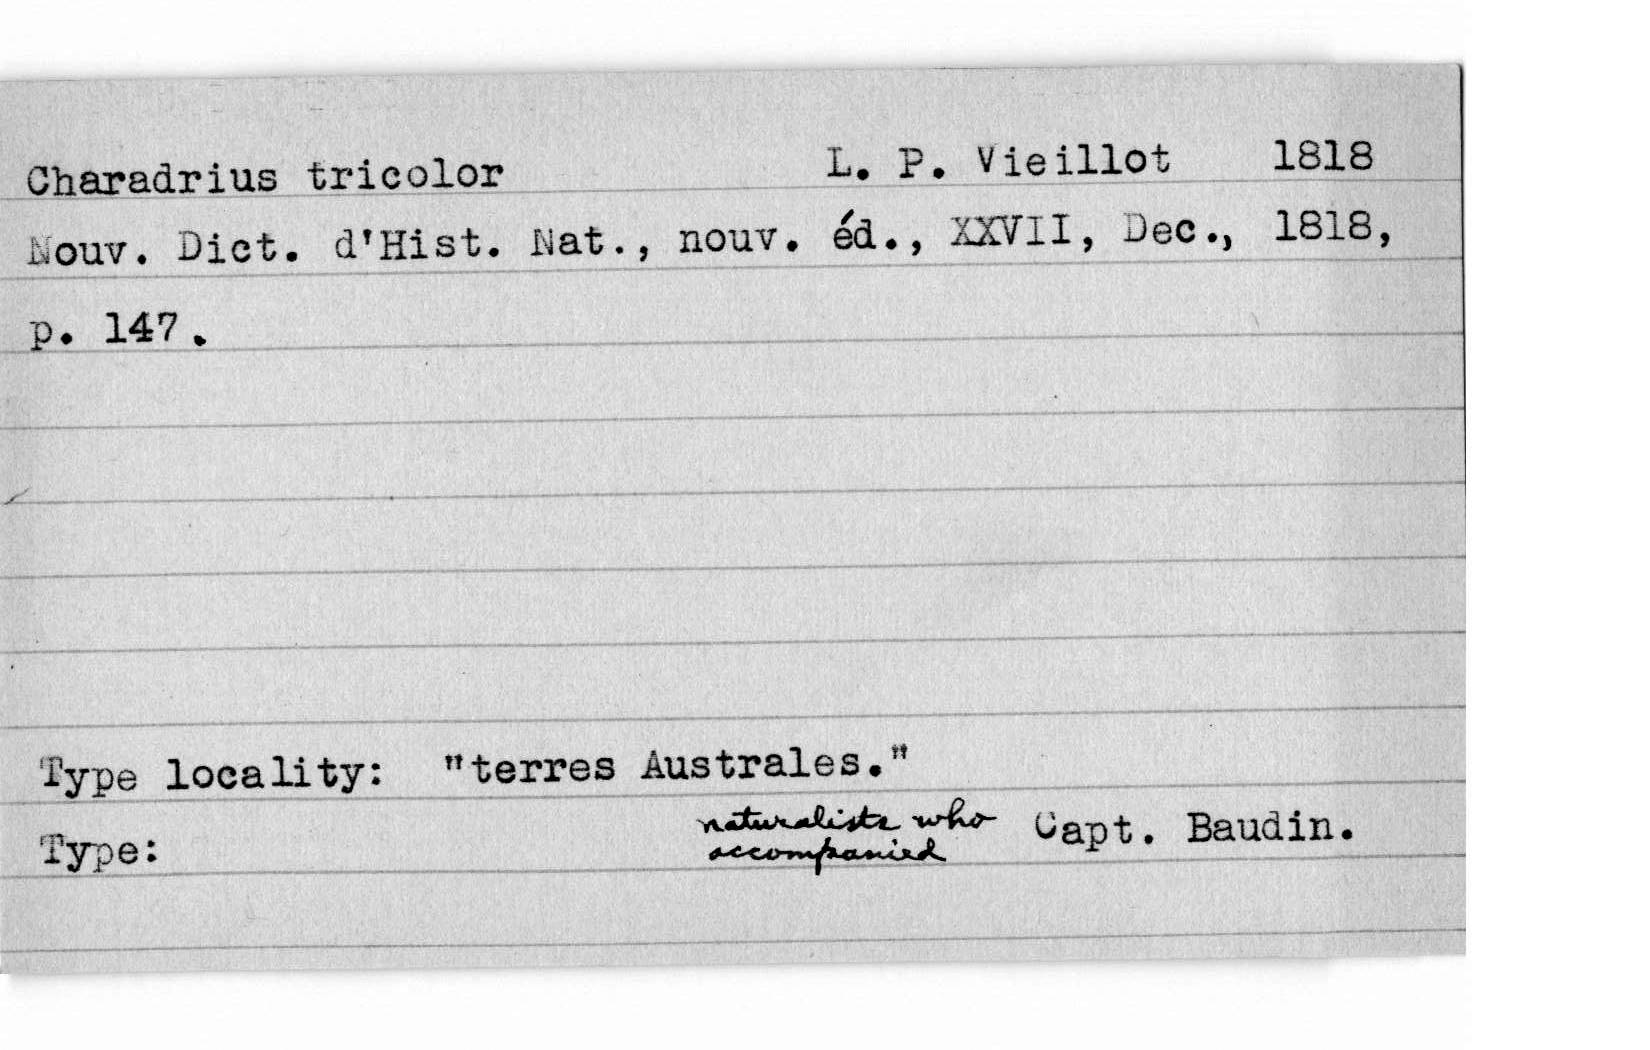 Charadrius tricolor L. P. Vieillot 1818
Nouv. Dict. d'Hist. Nat., nouv. éd., XXVII, Dec., 1818,
p. 147.
Type locality: "terres Australes."
Type: naturalists who accompanied Capt. Baudin.